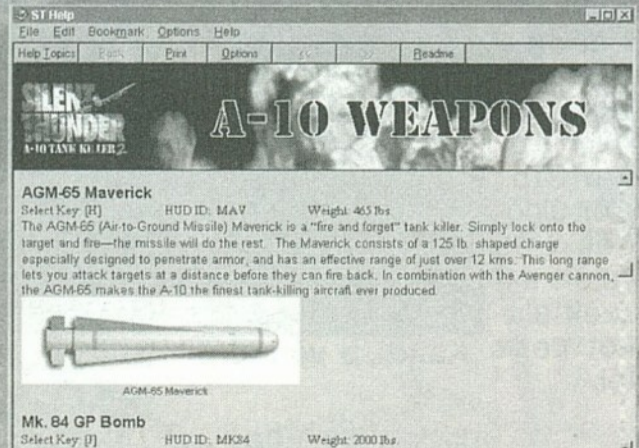 ST Help
File Edit Bookmark Options Help
Help Topics Back Print Options << >> Readme
SILENT THUNDER
A-10 TANK KILLER 2
A-10 WEAPONS
AGM-65 Maverick
Select Key: [H] HUD ID: MAV Weight: 465 lbs.
The AGM-65 (Air-to-Ground Missile) Maverick is a "fire and forget" tank killer. Simply lock onto the
target and fire—the missile will do the rest. The Maverick consists of a 125 lb. shaped charge
especially designed to penetrate armor, and has an effective range of just over 12 kms. This long range
lets you attack targets at a distance before they can fire back. In combination with the Avenger cannon,
the AGM-65 makes the A-10 the finest tank-killing aircraft ever produced.
AGM-65 Maverick
Mk. 84 GP Bomb
Select Key: [J] HUD ID: MK84 Weight: 2000 lbs.